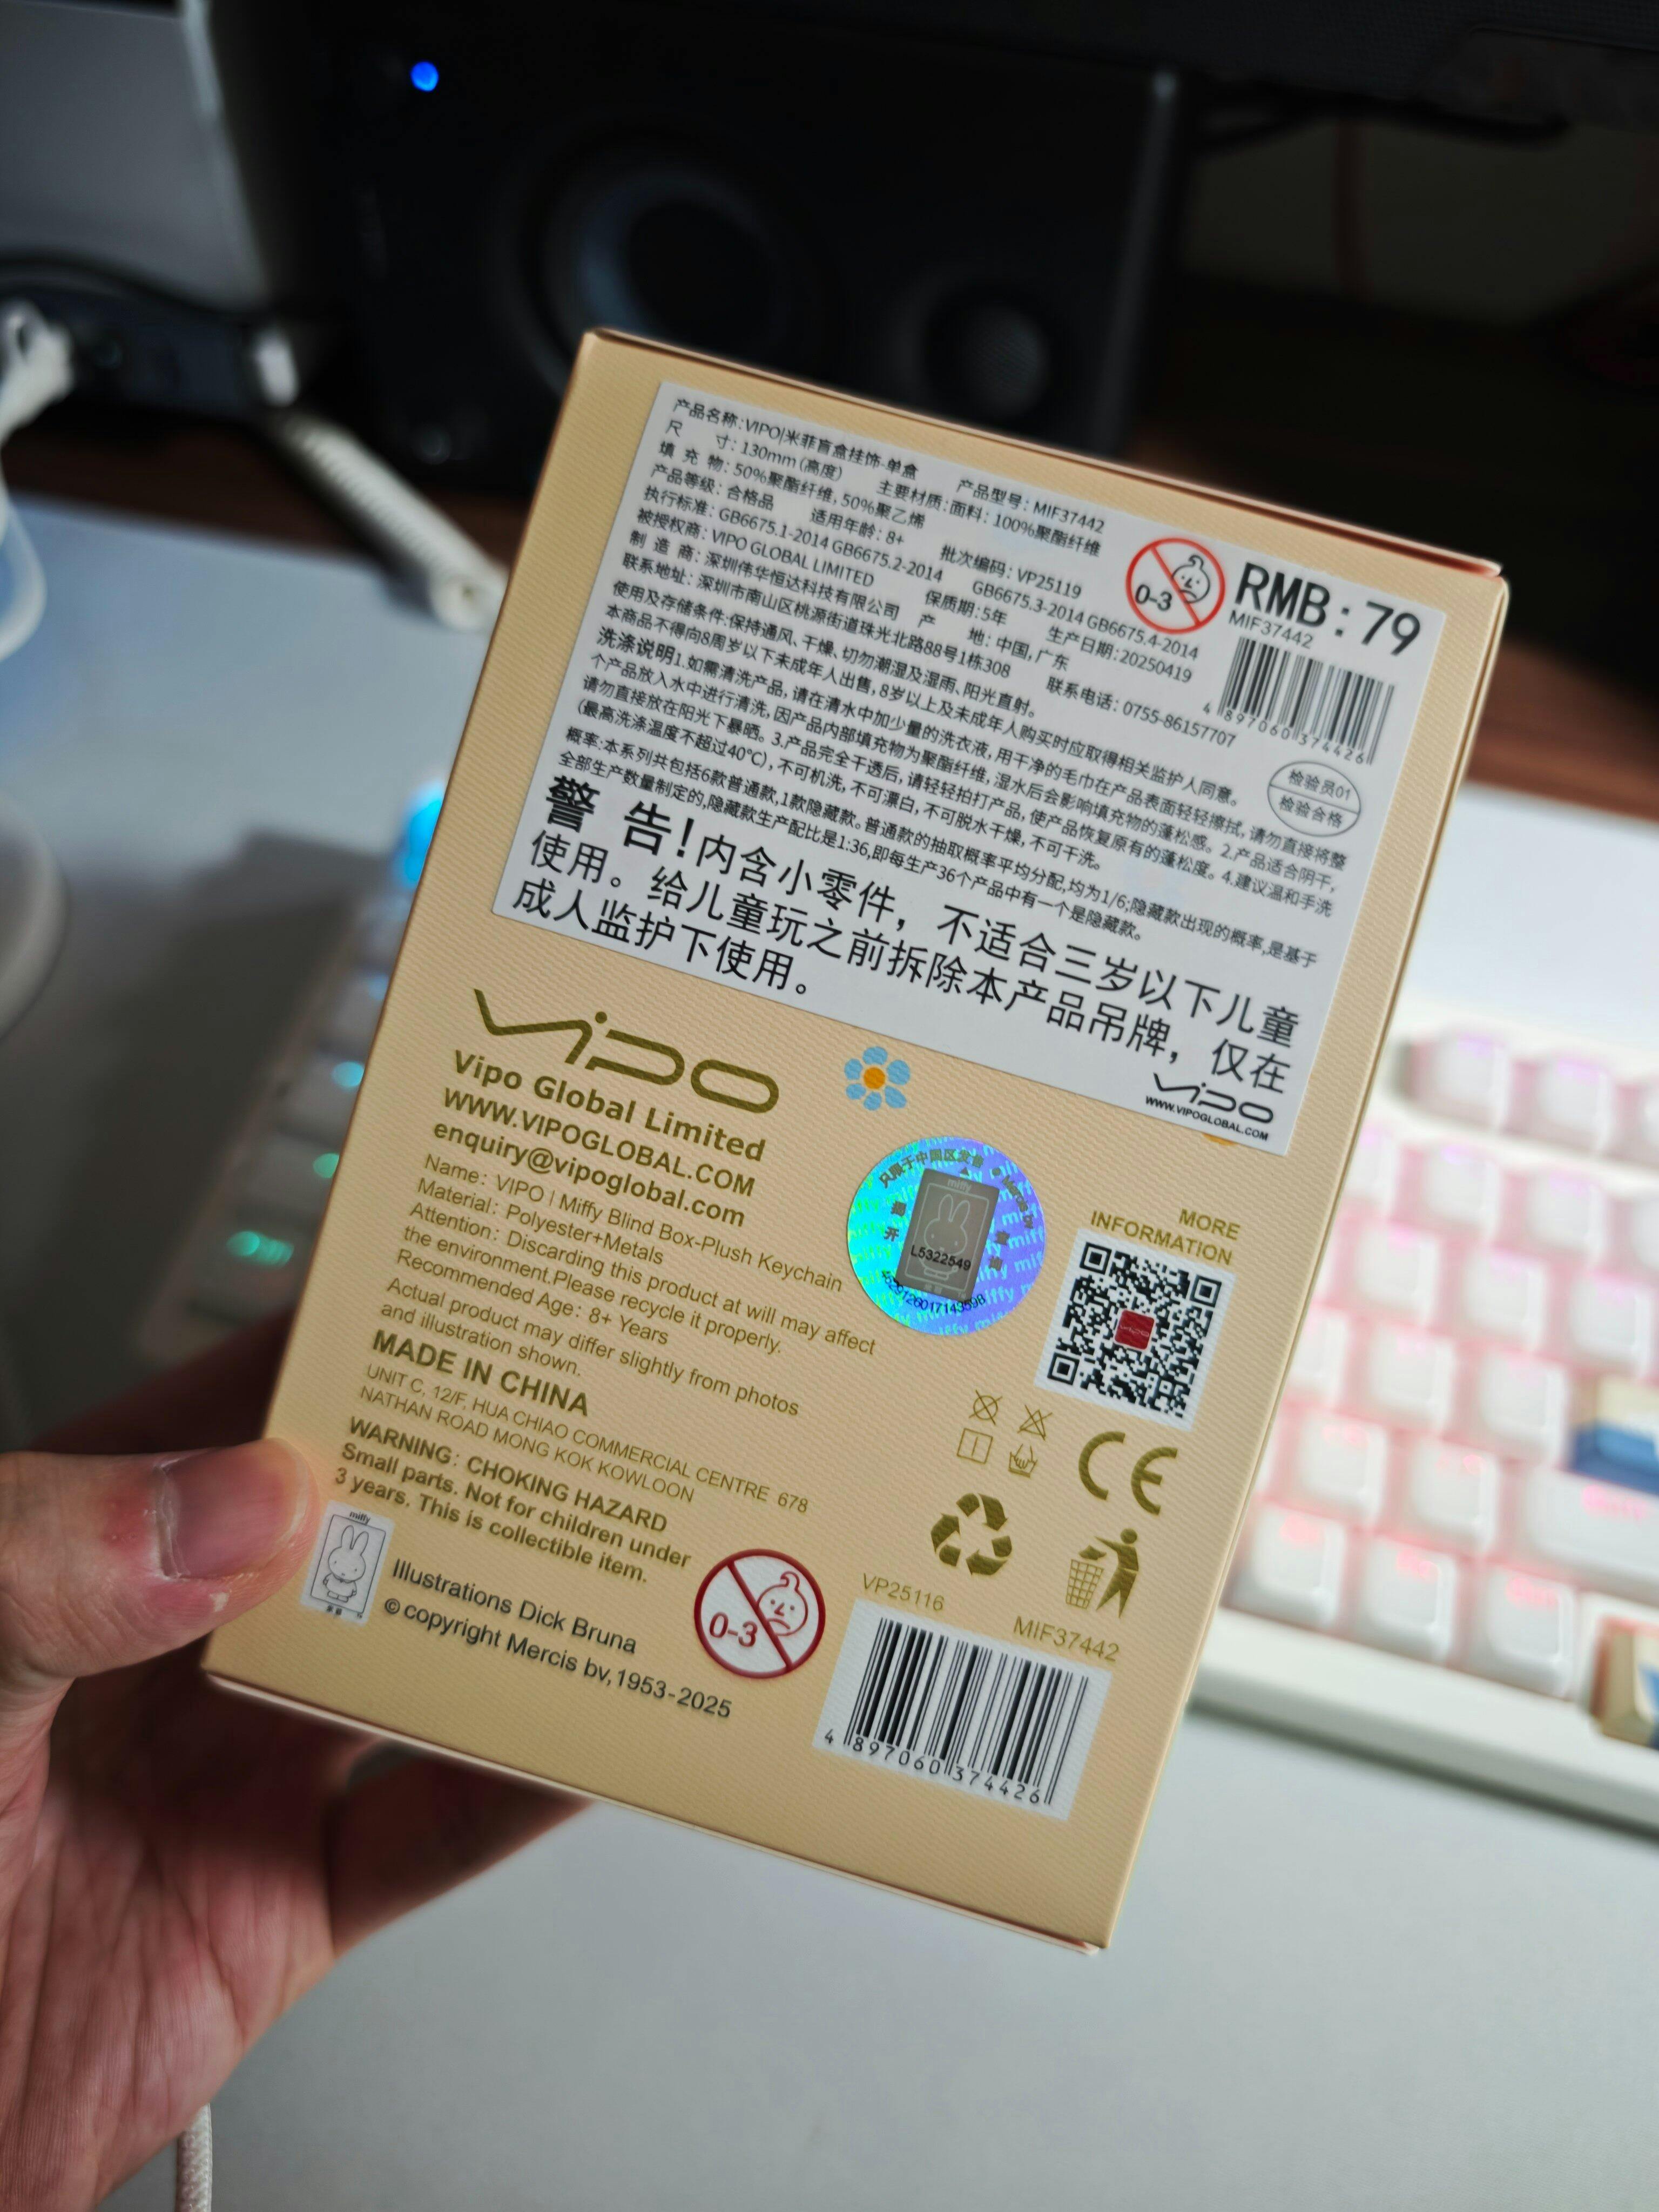 产品名称:VIPO|米菲盲盒挂饰-单盒 产品型号:MIF37442
尺 寸:130mm(高度) 主要材质:面料:100%聚酯纤维
填 充 物:50%聚酯纤维,50%聚乙烯
产品等级:合格品 适用年龄:8+ 批次编码:VP25119
执行标准:GB6675.1-2014 GB6675.2-2014 GB6675.3-2014 GB6675.4-2014
被授权商:VIPO GLOBAL LIMITED 保质期:5年 生产日期:20250419
制 造 商:深圳伟华恒达科技有限公司 产 地:中国,广东
联系地址:深圳市南山区桃源街道珠光北路88号1栋308 联系电话:0755-86157707
使用及存储条件:保持通风、干燥、切勿潮湿及湿雨、阳光直射。
本商品不得向8周岁以下未成年人出售,8岁以上及未成年人购买时应取得相关监护人同意。
洗涤说明1.如需清洗产品,请在清水中加少量的洗衣液,用干净的毛巾在产品表面轻轻擦拭,请勿直接将整
个产品放入水中进行清洗,因产品内部填充物为聚酯纤维,湿水后会影响填充物的蓬松感。2.产品适合阴干,
请勿直接放在阳光下暴晒。3.产品完全干透后,请轻轻拍打产品,使产品恢复原有的蓬松度。4.建议温和手洗
(最高洗涤温度不超过40℃),不可机洗,不可漂白,不可脱水干燥,不可干洗。
概率:本系列共包括6款普通款,1款隐藏款。普通款的抽取概率平均分配,均为1/6;隐藏款出现的概率,是基于
全部生产数量制定的,隐藏款生产配比是1:36,即每生产36个产品中有一个是隐藏款。
警 告!内含小零件,不适合三岁以下儿童
使用。给儿童玩之前拆除本产品吊牌,仅在
成人监护下使用。
0-3
RMB:79
MIF37442
4 897060 374426
检验员01
检验合格
VIPO
WWW.VIPOGLOBAL.COM
VIPO
Vipo Global Limited
WWW.VIPOGLOBAL.COM
enquiry@vipoglobal.com
Name: VIPO | Miffy Blind Box-Plush Keychain
Material: Polyester+Metals
Attention: Discarding this product at will may affect
the environment.Please recycle it properly.
Recommended Age: 8+ Years
Actual product may differ slightly from photos
and illustration shown.
MADE IN CHINA
UNIT C, 12/F, HUA CHIAO COMMERCIAL CENTRE 678
NATHAN ROAD MONG KOK KOWLOON
WARNING: CHOKING HAZARD
Small parts. Not for children under
3 years. This is collectible item.
miffy
Illustrations Dick Bruna
© copyright Mercis bv,1953-2025
0-3
只限于中国区发售
Mercis bv
miffy
L5322549
MORE
INFORMATION
CE
VP25116
MIF37442
4 897060 374426